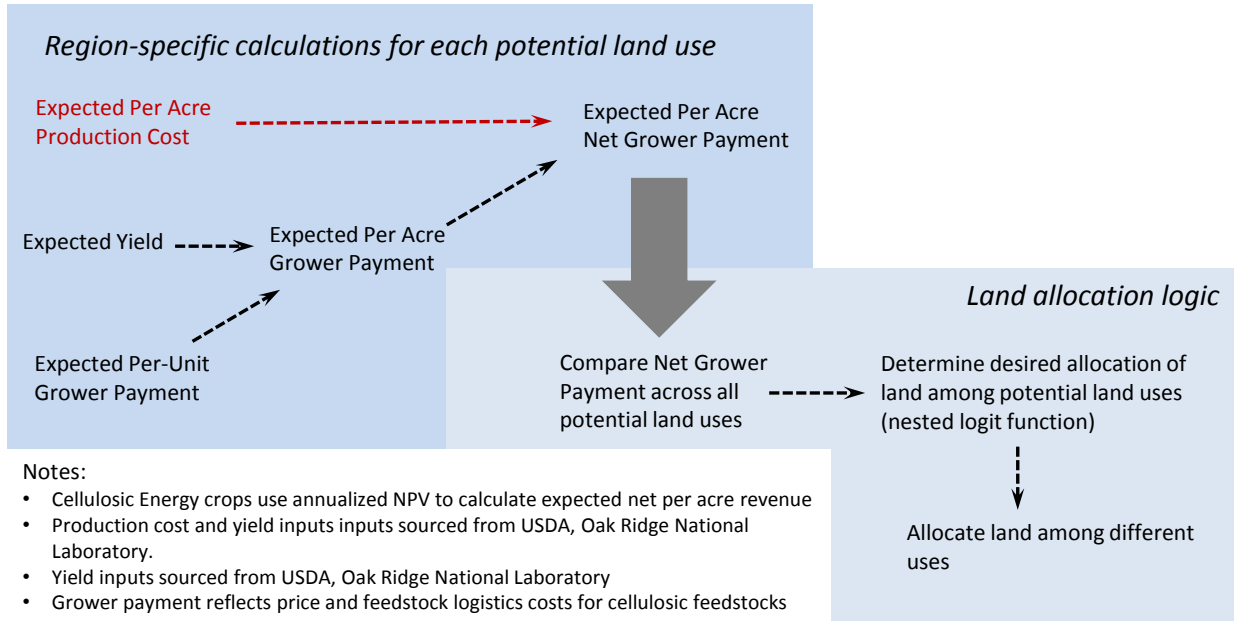 Region-specific calculations for each potential land use
Expected Per Acre
Production Cost
Expected Per Acre
Net Grower Payment
Expected Yield
Expected Per Acre
Grower Payment
Expected Per-Unit
Grower Payment
Land allocation logic
Compare Net Grower
Payment across all
potential land uses
Determine desired allocation of
land among potential land uses
(nested logit function)
Allocate land among different
uses
Notes:
• Cellulosic Energy crops use annualized NPV to calculate expected net per acre revenue
• Production cost and yield inputs inputs sourced from USDA, Oak Ridge National
Laboratory.
• Yield inputs sourced from USDA, Oak Ridge National Laboratory
• Grower payment reflects price and feedstock logistics costs for cellulosic feedstocks